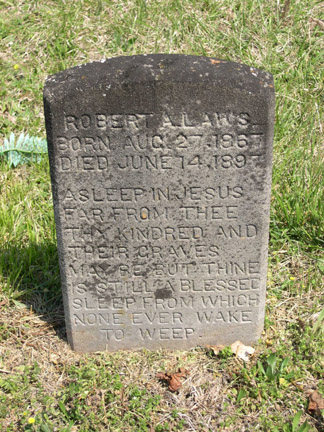 ROBERT A. LAWS
BORN AUG. 27. 1867
DIED JUNE 14. 1897
ASLEEP IN JESUS
FAR FROM THEE
THY KINDRED AND
THEIR GRAVES
MAY BE BUT THINE
IS STILL A BLESSED
SLEEP FROM WHICH
NONE EVER WAKE
TO WEEP